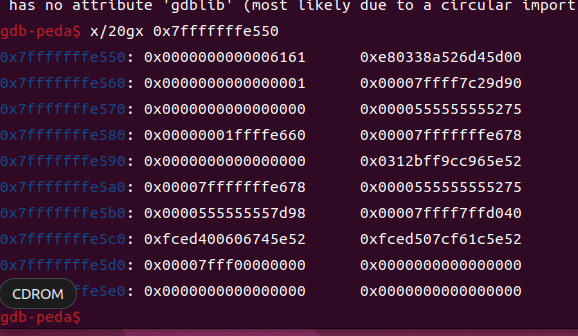 has no attribute 'gdblib' (most likely due to a circular import
gdb-peda$ x/20gx 0x7fffffffe550
0x7fffffffe550: 0x0000000000006161 0xe80338a526d45d00
0x7fffffffe560: 0x0000000000000001 0x00007ffff7c29d90
0x7fffffffe570: 0x0000000000000000 0x0000555555555275
0x7fffffffe580: 0x00000001ffffe660 0x00007fffffffe678
0x7fffffffe590: 0x0000000000000000 0x0312bff9cc965e52
0x7fffffffe5a0: 0x00007fffffffe678 0x0000555555555275
0x7fffffffe5b0: 0x0000555555557d98 0x00007ffff7ffd040
0x7fffffffe5c0: 0xfced400606745e52 0xfced507cf61c5e52
0x7fffffffe5d0: 0x00007fff00000000 0x0000000000000000
CDROM ffe5e0: 0x0000000000000000 0x0000000000000000
gdb-peda$